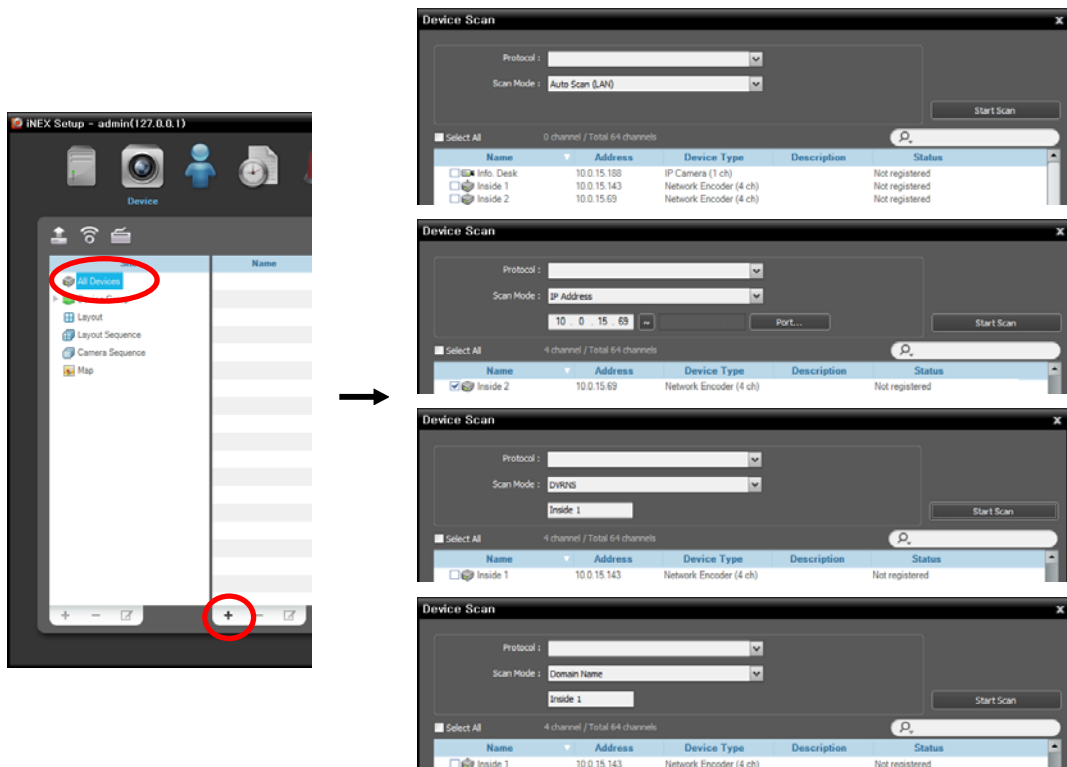 iNEX Setup - admin(127.0.0.1)
Device
Name
All Devices
Layout
Layout Sequence
Camera Sequence
Map
Device Scan x
Protocol :
Scan Mode : Auto Scan (LAN)
Start Scan
Select All 0 channel / Total 64 channels
Name Address Device Type Description Status
Info. Desk 10.0.15.188 IP Camera (1 ch) Not registered
Inside 1 10.0.15.143 Network Encoder (4 ch) Not registered
Inside 2 10.0.15.69 Network Encoder (4 ch) Not registered
Device Scan x
Protocol :
Scan Mode : IP Address
10 . 0 . 15 . 69 ~ Port... Start Scan
Select All 4 channel / Total 64 channels
Name Address Device Type Description Status
Inside 2 10.0.15.69 Network Encoder (4 ch) Not registered
Device Scan x
Protocol :
Scan Mode : DVRNS
Inside 1 Start Scan
Select All 4 channel / Total 64 channels
Name Address Device Type Description Status
Inside 1 10.0.15.143 Network Encoder (4 ch) Not registered
Device Scan x
Protocol :
Scan Mode : Domain Name
Inside 1 Start Scan
Select All 4 channel / Total 64 channels
Name Address Device Type Description Status
Inside 1 10.0.15.143 Network Encoder (4 ch) Not registered